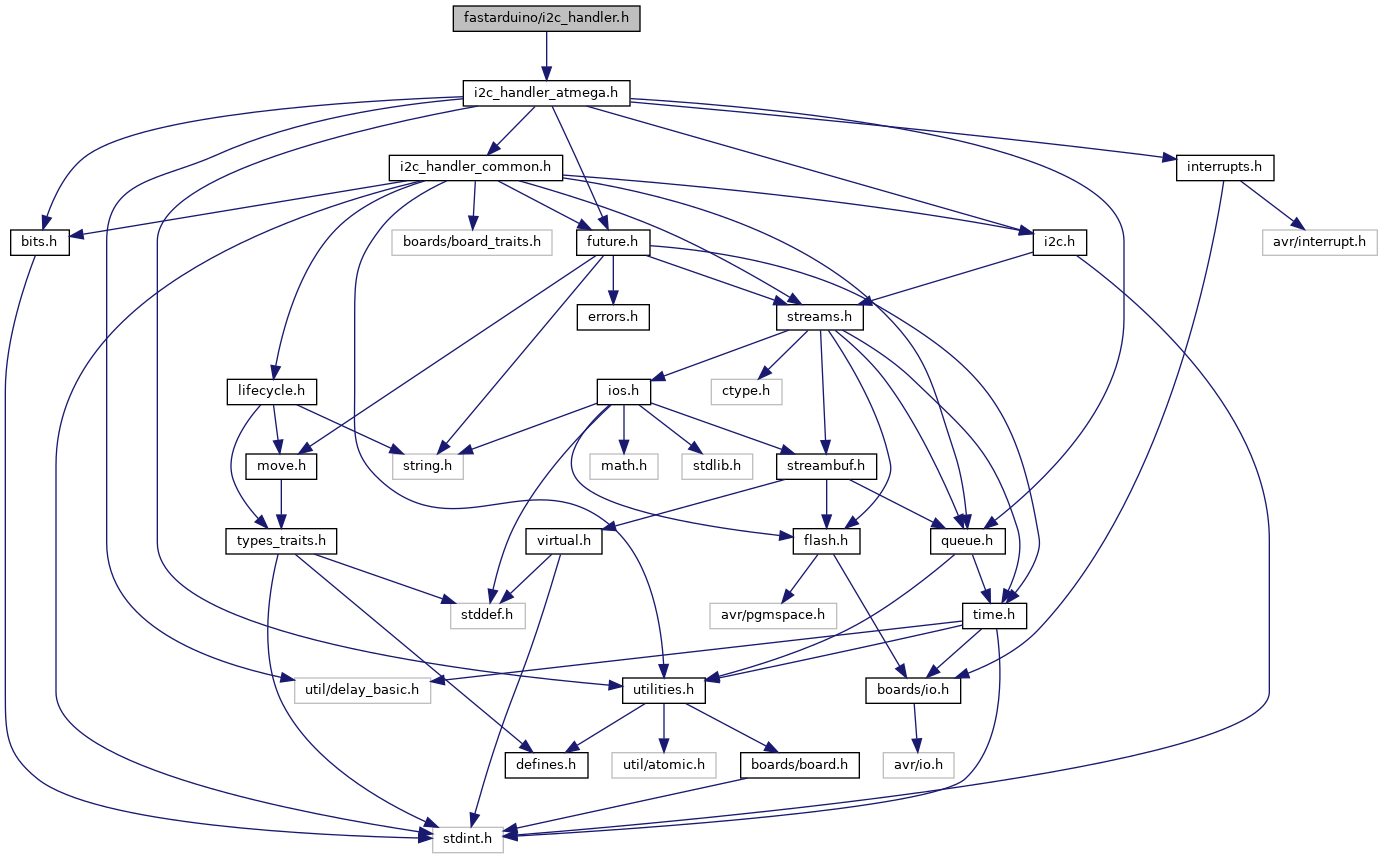 fastarduino/i2c_handler.h
i2c_handler_atmega.h
i2c_handler_common.h
interrupts.h
bits.h
boards/board_traits.h
future.h
i2c.h
avr/interrupt.h
errors.h
streams.h
lifecycle.h
ios.h
ctype.h
move.h
string.h
math.h
stdlib.h
streambuf.h
types_traits.h
virtual.h
flash.h
queue.h
stddef.h
avr/pgmspace.h
time.h
util/delay_basic.h
utilities.h
boards/io.h
defines.h
util/atomic.h
boards/board.h
avr/io.h
stdint.h